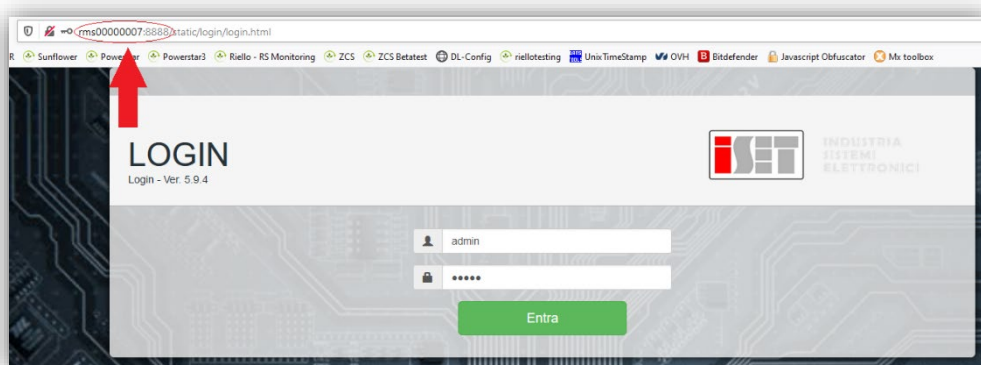 rms00000007:8888/static/login/login.html
R Sunflower Powerstar Powerstar3 Riello - RS Monitoring ZCS ZCS Betatest DL-Config riellotesting UnixTimeStamp OVH B Bitdefender Javascript Obfuscator Mx toolbox
LOGIN
Login - Ver. 5.9.4
iSET
INDUSTRIA
SISTEMI
ELETTRONICI
admin
•••••
Entra